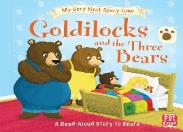 My Very First Story Time
Goldilocks
and the Three
Bears
A Read-Aloud Story To Share